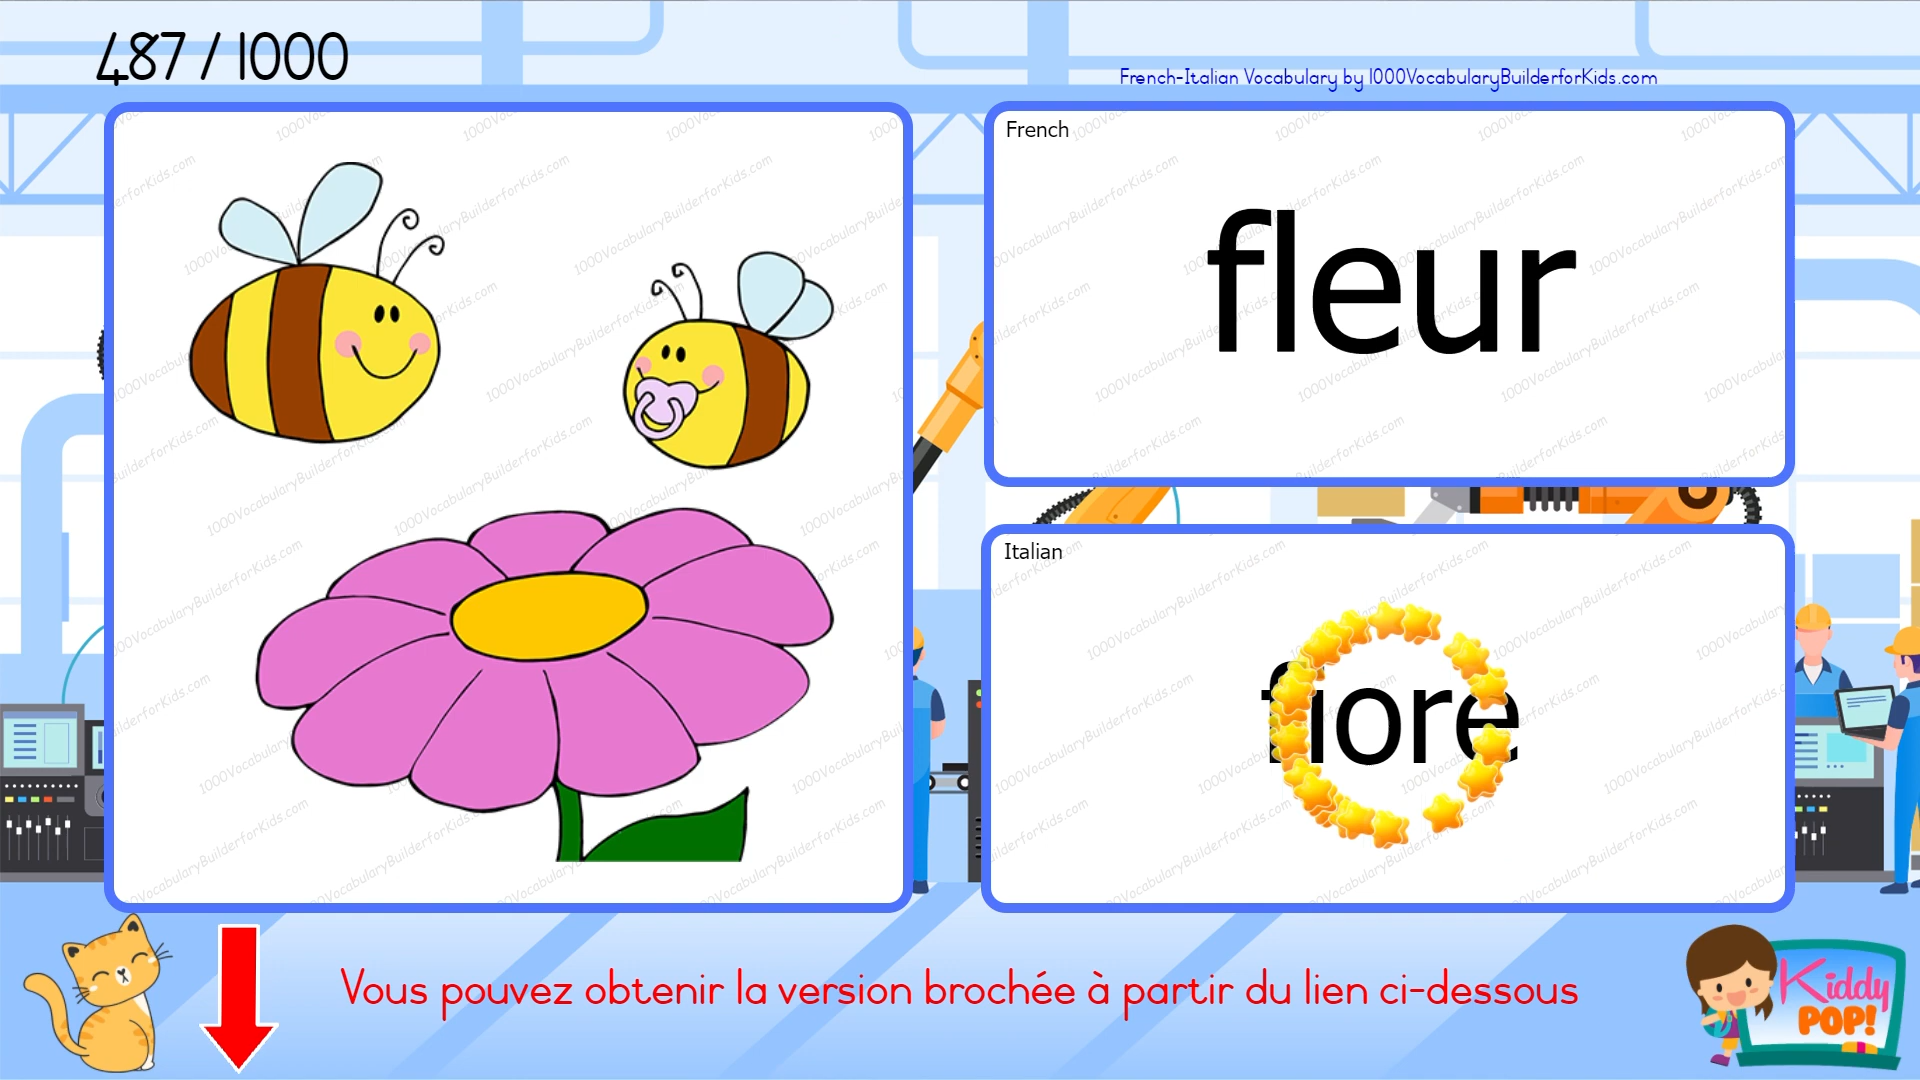 487 / 1000
French-Italian Vocabulary by 1000VocabularyBuilderforKids.com
French
fleur
Italian
fiore
Vous pouvez obtenir la version brochée à partir du lien ci-dessous
Kiddy
POP!